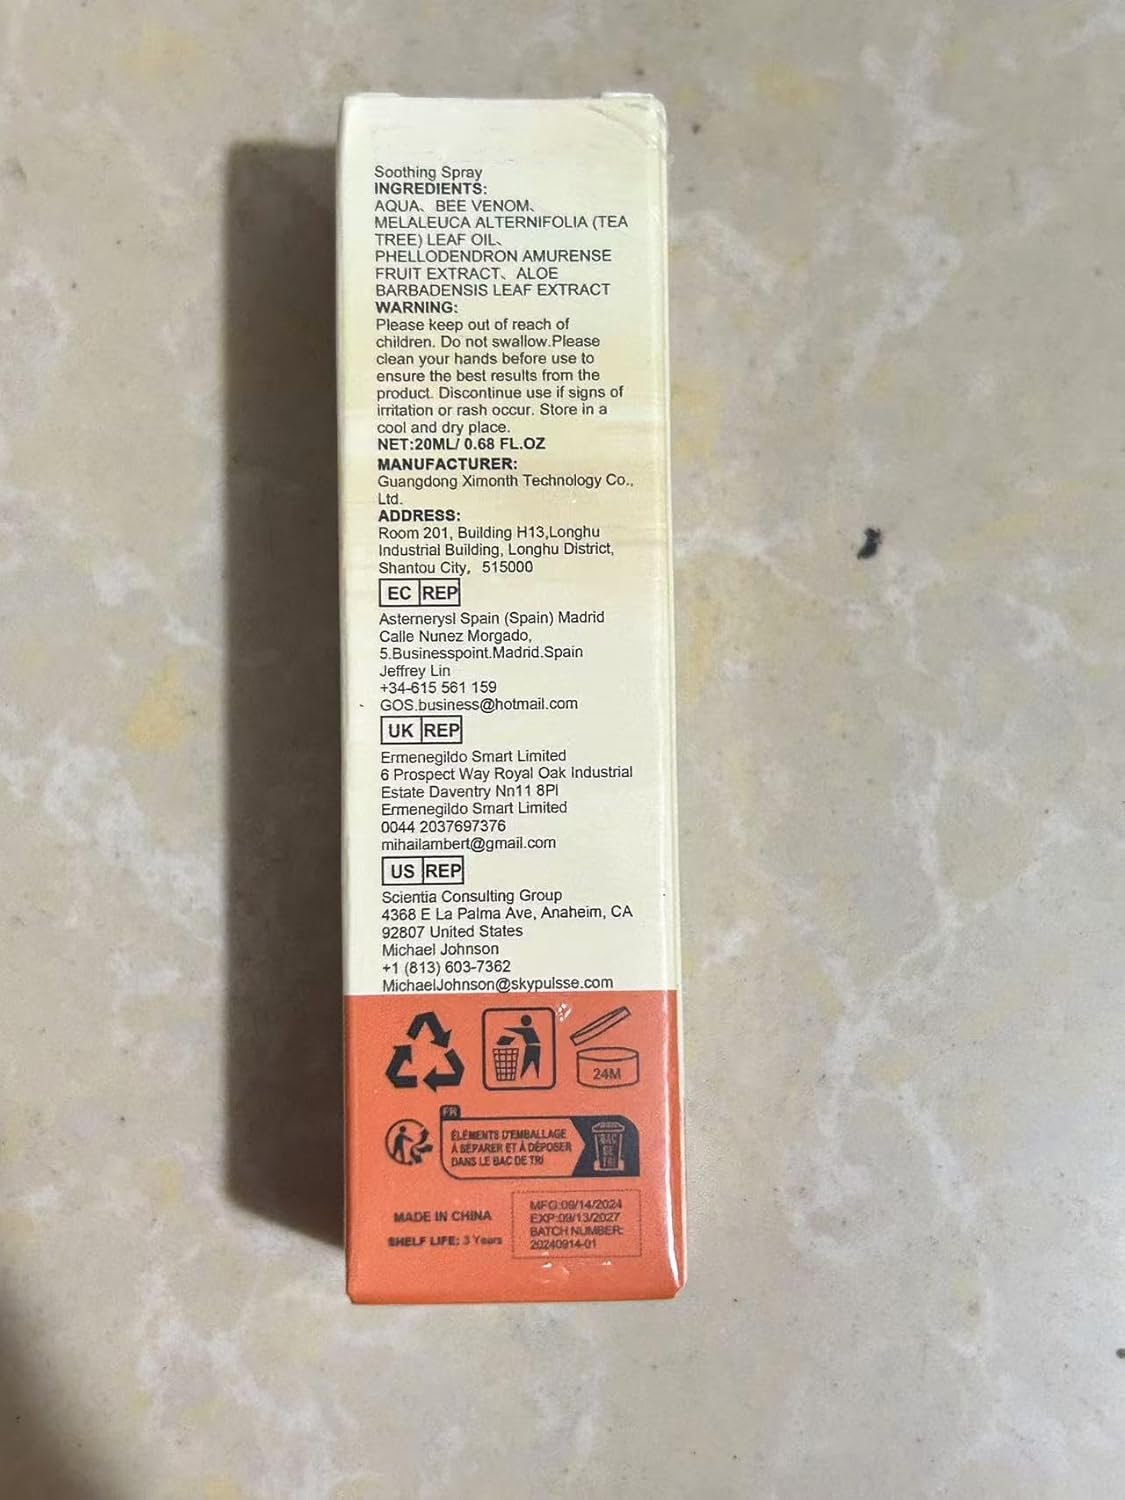 Soothing Spray
INGREDIENTS:
AQUA、BEE VENOM、
MELALEUCA ALTERNIFOLIA (TEA
TREE) LEAF OIL、
PHELLODENDRON AMURENSE
FRUIT EXTRACT、ALOE
BARBADENSIS LEAF EXTRACT
WARNING:
Please keep out of reach of
children. Do not swallow.Please
clean your hands before use to
ensure the best results from the
product. Discontinue use if signs of
irritation or rash occur. Store in a
cool and dry place.
NET:20ML/ 0.68 FL.OZ
MANUFACTURER:
Guangdong Ximonth Technology Co.,
Ltd.
ADDRESS:
Room 201, Building H13,Longhu
Industrial Building, Longhu District,
Shantou City，515000
EC REP
Asternerysl Spain (Spain) Madrid
Calle Nunez Morgado,
5.Businesspoint.Madrid.Spain
Jeffrey Lin
+34-615 561 159
GOS.business@hotmail.com
UK REP
Ermenegildo Smart Limited
6 Prospect Way Royal Oak Industrial
Estate Daventry Nn11 8Pl
Ermenegildo Smart Limited
0044 2037697376
mihailambert@gmail.com
US REP
Scientia Consulting Group
4368 E La Palma Ave, Anaheim, CA
92807 United States
Michael Johnson
+1 (813) 603-7362
MichaelJohnson@skypulsse.com
24M
FR
ÉLÉMENTS D'EMBALLAGE
À SÉPARER ET À DÉPOSER
DANS LE BAC DE TRI
BAC
DE
TRI
MADE IN CHINA
SHELF LIFE: 3 Years
MFG:09/14/2024
EXP:09/13/2027
BATCH NUMBER:
20240914-01